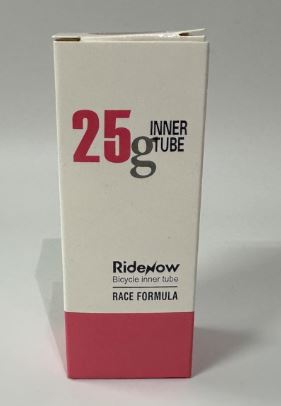 25g INNER
TUBE
RideNow
Bicycle inner tube
RACE FORMULA